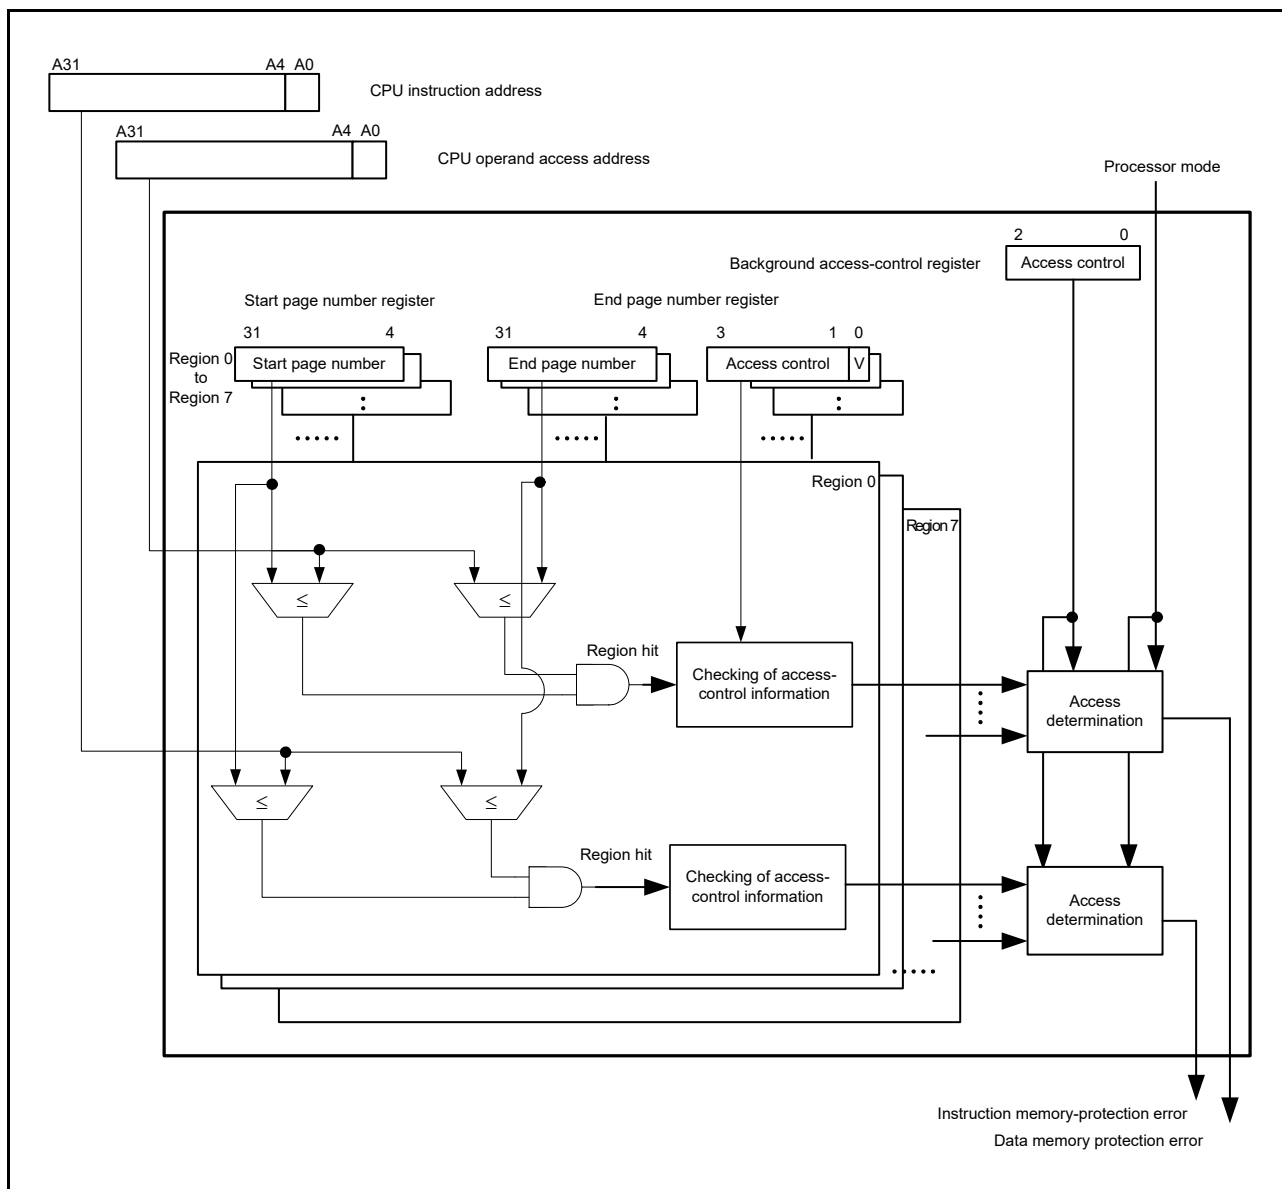 A31 A4 A0
CPU instruction address
A31 A4 A0
CPU operand access address
Processor mode
2 0
Background access-control register
Access control
Start page number register
End page number register
31 4
31 4
3 1 0
Region 0
to
Region 7
Start page number
End page number
Access control
V
:
:
:
.....
.....
.....
Region 0
Region 7
≤
≤
Region hit
Checking of access-
control information
Access
determination
≤
≤
Region hit
Checking of access-
control information
Access
determination
.....
Instruction memory-protection error
Data memory protection error